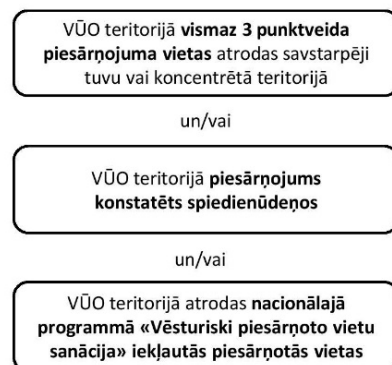 VŪO teritorijā vismaz 3 punktveida
piesārņojuma vietas atrodas savstarpēji
tuvu vai koncentrētā teritorijā
un/vai
VŪO teritorijā piesārņojums
konstatēts spiedienūdeņos
un/vai
VŪO teritorijā atrodas nacionālajā
programmā «Vēsturiski piesārņoto vietu
sanācija» iekļautās piesārņotās vietas